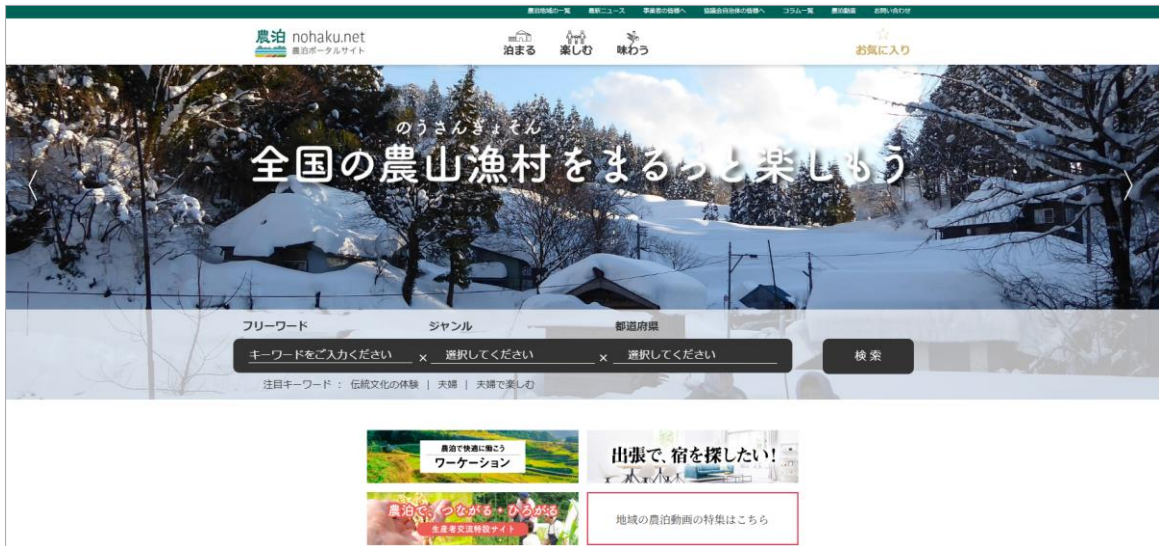 農泊地域の一覧 最新ニュース 事業者の皆様へ 協議会自治体の皆様へ コラム一覧 農泊動画 お問い合わせ
農泊 nohaku.net
農泊ポータルサイト
泊まる 楽しむ 味わう
お気に入り
のうさんぎょそん
全国の農山漁村をまるっと楽しもう
フリーワード ジャンル 都道府県
キーワードをご入力ください × 選択してください × 選択してください 検索
注目キーワード : 伝統文化の体験 | 夫婦 | 夫婦で楽しむ
農泊で快適に働こう
ワーケーション
出張で、宿を探したい!
農泊で、つながる・ひろがる
生産者交流特設サイト
地域の農泊動画の特集はこちら